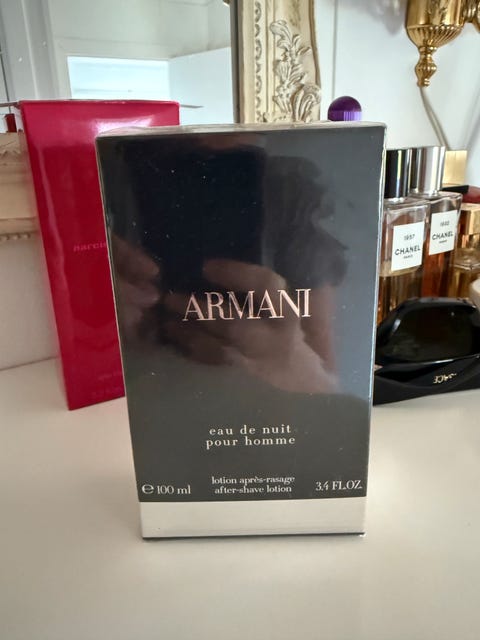 ARMANI
eau de nuit
pour homme
lotion après-rasage
after-shave lotion
℮ 100 ml
3.4 FL.OZ
narcis
1957
CHANEL
PARIS
CHANEL
PARIS